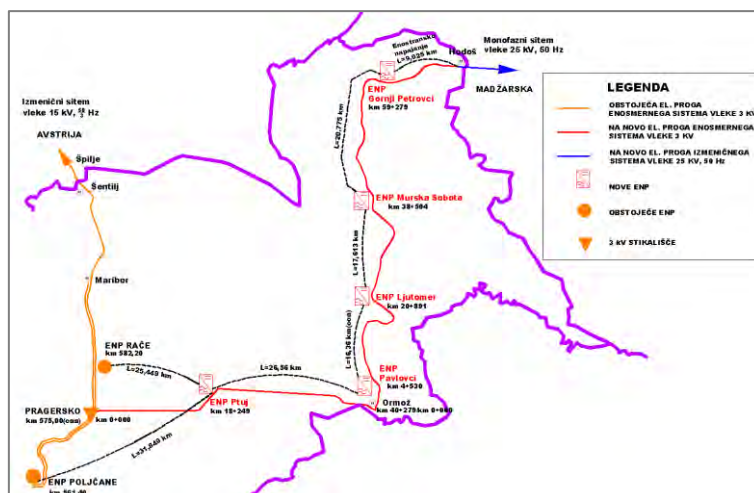 Enostransko
napajanje
L=9,025 km
Hodoš
Monofazni sitem
vleke 25 kV, 50 Hz
MADŽARSKA
ENP
Gornji Petrovci
km 59+279
Izmenični sitem
vleke 15 kV, Hz
AVSTRIJA
Špilje
Šentilj
Maribor
L=20,775 km
ENP Murska Sobota
km 38+504
L=17,613 km
ENP Ljutomer
km 20+891
L=16,36 km(ocn)
ENP
Pavlovci
km 4+530
Ormož
km 40+279 km 0+000
ENP RAČE
km 582,20
L=25,449 km
L=26,56 km
ENP Ptuj
km 18+249
PRAGERSKO
km 575,00
km 0+000
L=31,849 km
ENP POLJČANE
LEGENDA
OBSTOJEČA EL. PROGA
ENOSMERNEGA SISTEMA VLEKE 3 KV
NA NOVO EL. PROGA ENOSMERNEGA
SISTEMA VLEKE 3 KV
NA NOVO EL. PROGA IZMENIČNEGA
SISTEMA VLEKE 25 KV, 50 Hz
NOVE ENP
OBSTOJEČE ENP
3 kV STIKALIŠČE